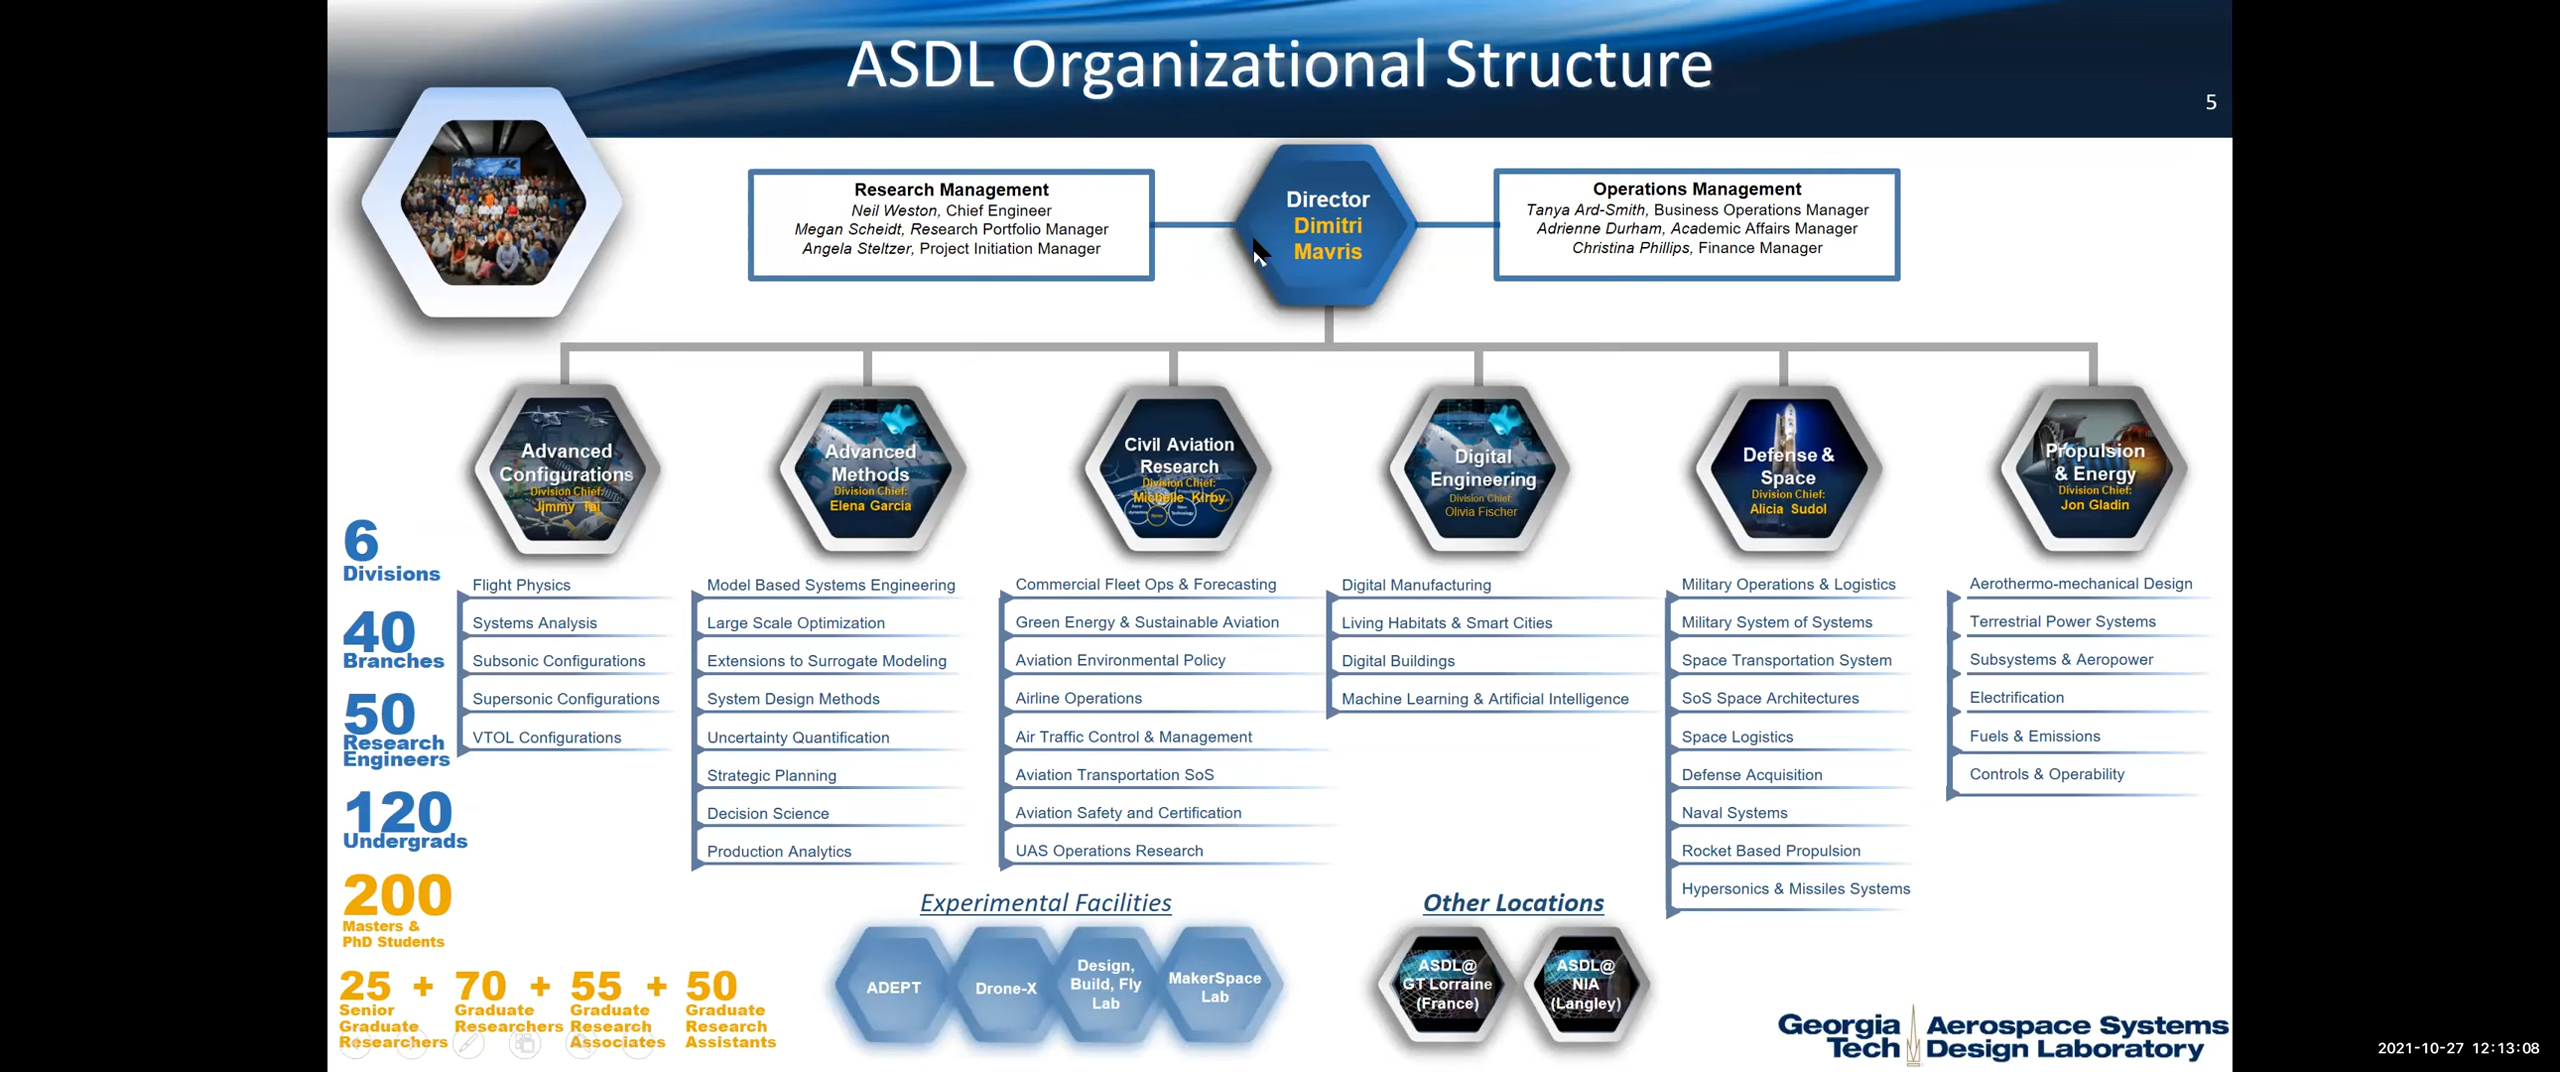 ASDL Organizational Structure
5
Research Management
Neil Weston, Chief Engineer
Megan Scheidt, Research Portfolio Manager
Angela Steltzer, Project Initiation Manager
Director
Dimitri
Mavris
Operations Management
Tanya Ard-Smith, Business Operations Manager
Adrienne Durham, Academic Affairs Manager
Christina Phillips, Finance Manager
Advanced
Configurations
Division Chief:
Jimmy Tai
Flight Physics
Systems Analysis
Subsonic Configurations
Supersonic Configurations
VTOL Configurations
Advanced
Methods
Division Chief:
Elena Garcia
Model Based Systems Engineering
Large Scale Optimization
Extensions to Surrogate Modeling
System Design Methods
Uncertainty Quantification
Strategic Planning
Decision Science
Production Analytics
Civil Aviation
Research
Division Chief:
Michelle Kirby
Commercial Fleet Ops & Forecasting
Green Energy & Sustainable Aviation
Aviation Environmental Policy
Airline Operations
Air Traffic Control & Management
Aviation Transportation SoS
Aviation Safety and Certification
UAS Operations Research
Digital
Engineering
Division Chief:
Olivia Fischer
Digital Manufacturing
Living Habitats & Smart Cities
Digital Buildings
Machine Learning & Artificial Intelligence
Defense &
Space
Division Chief:
Alicia Sudol
Military Operations & Logistics
Military System of Systems
Space Transportation System
SoS Space Architectures
Space Logistics
Defense Acquisition
Naval Systems
Rocket Based Propulsion
Hypersonics & Missiles Systems
Propulsion
& Energy
Division Chief:
Jon Gladin
Aerothermo-mechanical Design
Terrestrial Power Systems
Subsystems & Aeropower
Electrification
Fuels & Emissions
Controls & Operability
6
Divisions
40
Branches
50
Research
Engineers
120
Undergrads
200
Masters &
PhD Students
25 + 70 + 55 + 50
Senior
Graduate
Researchers
Graduate
Researchers
Graduate
Research
Associates
Graduate
Research
Assistants
Experimental Facilities
ADEPT
Drone-X
Design,
Build, Fly
Lab
MakerSpace
Lab
Other Locations
ASDL@
GT Lorraine
(France)
ASDL@
NIA
(Langley)
Georgia
Tech
Aerospace Systems
Design Laboratory
2021-10-27 12:13:08